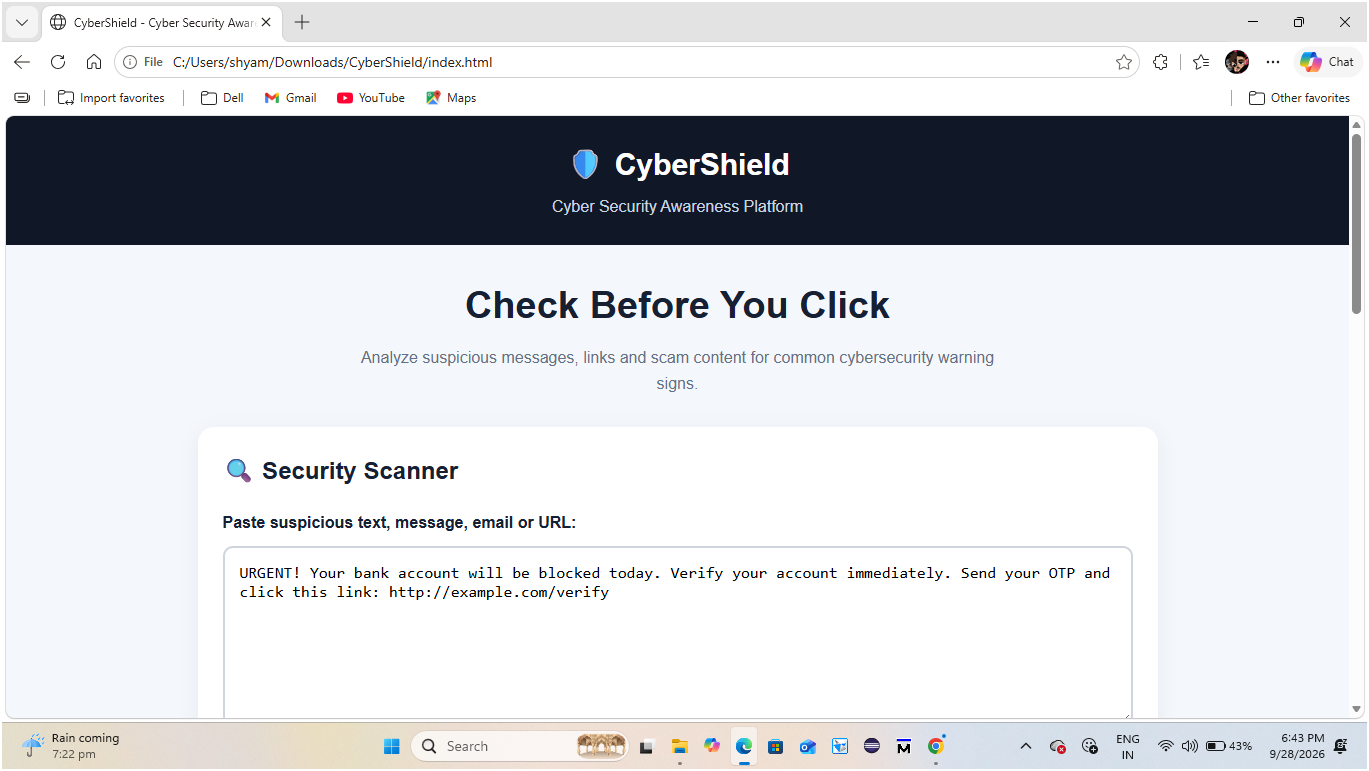 CyberShield - Cyber Security Awar
File
C:/Users/shyam/Downloads/CyberShield/index.html
Chat
Import favorites
Dell
Gmail
YouTube
Maps
Other favorites
CyberShield
Cyber Security Awareness Platform
Check Before You Click
Analyze suspicious messages, links and scam content for common cybersecurity warning
signs.
Security Scanner
Paste suspicious text, message, email or URL:
URGENT! Your bank account will be blocked today. Verify your account immediately. Send your OTP and
click this link: http://example.com/verify
Rain coming
7:22 pm
Search
ENG
IN
43%
6:43 PM
9/28/2026